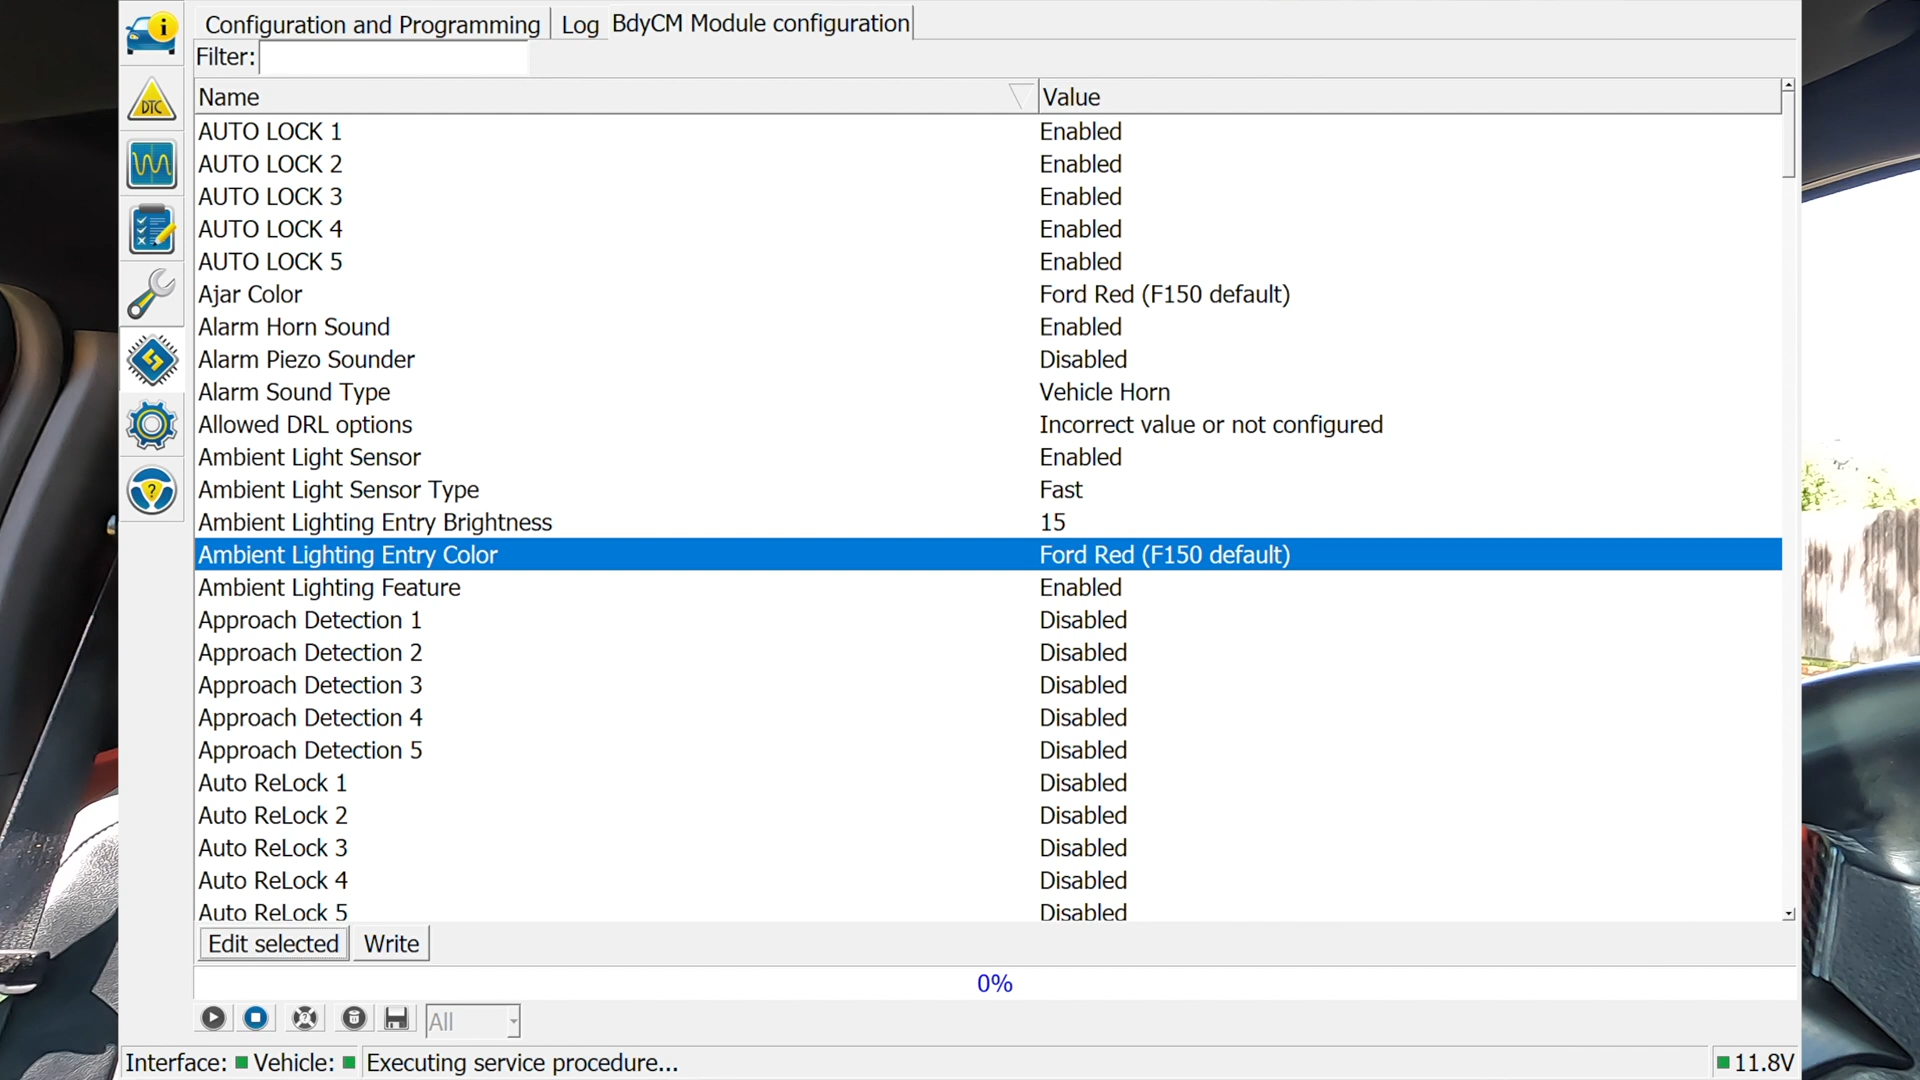 Configuration and Programming Log BdyCM Module configuration
Filter:
Name Value
AUTO LOCK 1 Enabled
AUTO LOCK 2 Enabled
AUTO LOCK 3 Enabled
AUTO LOCK 4 Enabled
AUTO LOCK 5 Enabled
Ajar Color Ford Red (F150 default)
Alarm Horn Sound Enabled
Alarm Piezo Sounder Disabled
Alarm Sound Type Vehicle Horn
Allowed DRL options Incorrect value or not configured
Ambient Light Sensor Enabled
Ambient Light Sensor Type Fast
Ambient Lighting Entry Brightness 15
Ambient Lighting Entry Color Ford Red (F150 default)
Ambient Lighting Feature Enabled
Approach Detection 1 Disabled
Approach Detection 2 Disabled
Approach Detection 3 Disabled
Approach Detection 4 Disabled
Approach Detection 5 Disabled
Auto ReLock 1 Disabled
Auto ReLock 2 Disabled
Auto ReLock 3 Disabled
Auto ReLock 4 Disabled
Auto ReLock 5 Disabled
DTC
Edit selected Write
0%
All
Interface: Vehicle: Executing service procedure... 11.8V